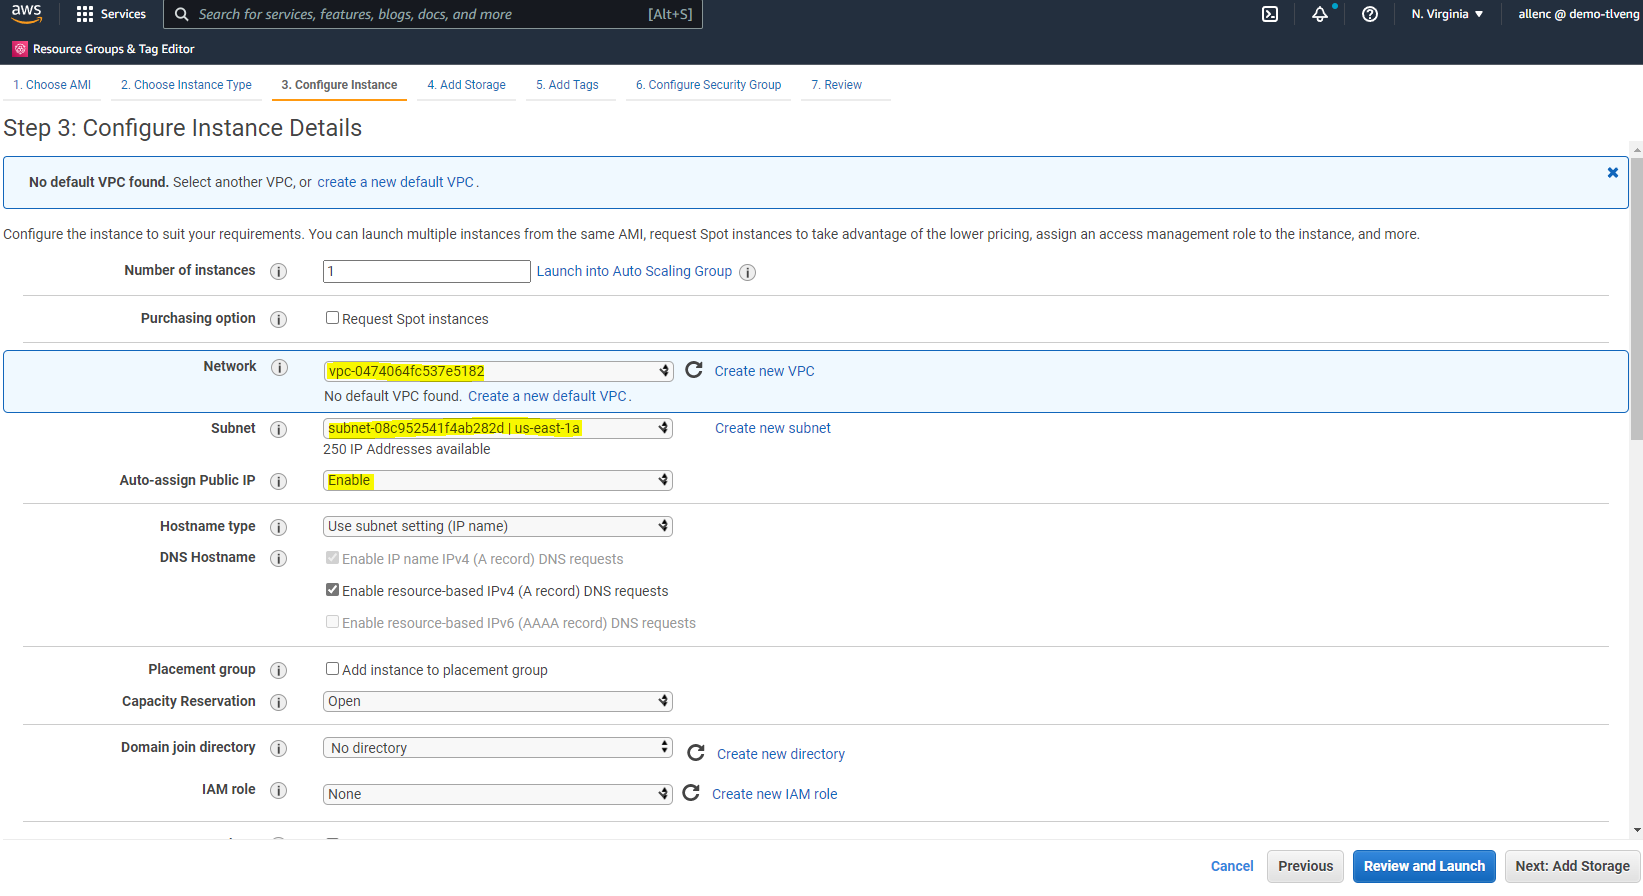 aws Services Search for services, features, blogs, docs, and more [Alt+S] N. Virginia allenc @ demo-tlveng
Resource Groups & Tag Editor
1. Choose AMI 2. Choose Instance Type 3. Configure Instance 4. Add Storage 5. Add Tags 6. Configure Security Group 7. Review
Step 3: Configure Instance Details
No default VPC found. Select another VPC, or create a new default VPC.
Configure the instance to suit your requirements. You can launch multiple instances from the same AMI, request Spot instances to take advantage of the lower pricing, assign an access management role to the instance, and more.
Number of instances i 1 Launch into Auto Scaling Group i
Purchasing option i Request Spot instances
Network i vpc-0474064fc537e5182 Create new VPC
No default VPC found. Create a new default VPC.
Subnet i subnet-08c952541f4ab282d | us-east-1a Create new subnet
250 IP Addresses available
Auto-assign Public IP i Enable
Hostname type i Use subnet setting (IP name)
DNS Hostname i Enable IP name IPv4 (A record) DNS requests
Enable resource-based IPv4 (A record) DNS requests
Enable resource-based IPv6 (AAAA record) DNS requests
Placement group i Add instance to placement group
Capacity Reservation i Open
Domain join directory i No directory Create new directory
IAM role i None Create new IAM role
Cancel Previous Review and Launch Next: Add Storage